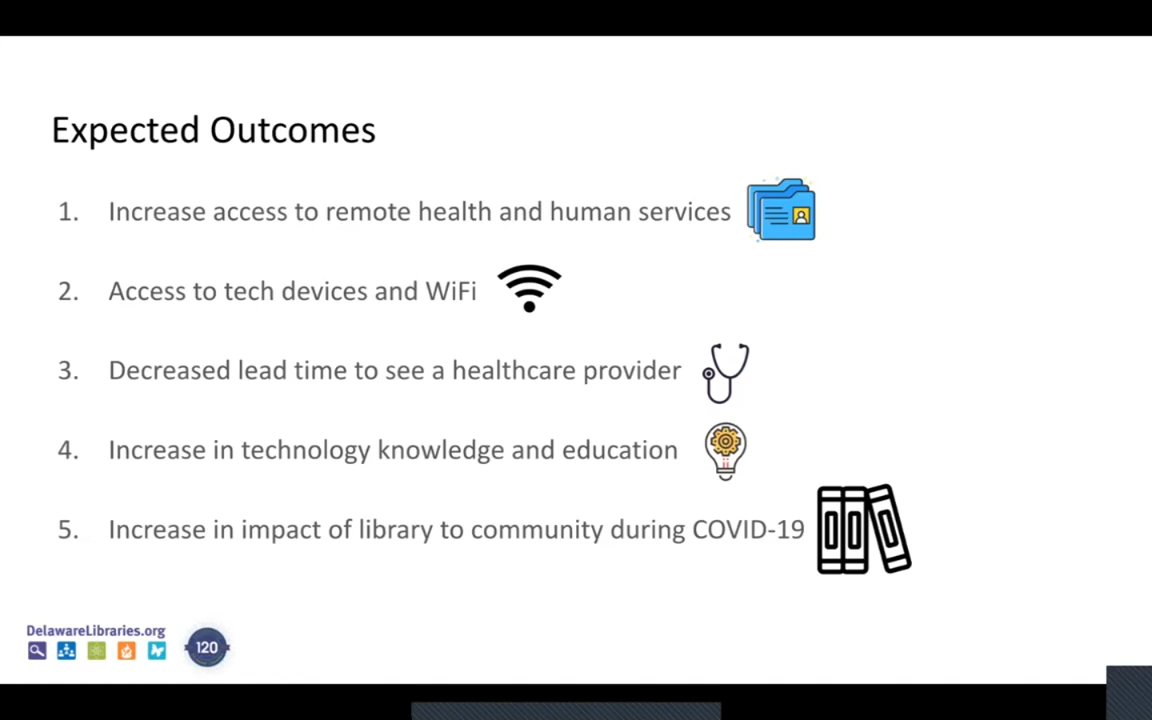 Expected Outcomes
1. Increase access to remote health and human services
2. Access to tech devices and WiFi
3. Decreased lead time to see a healthcare provider
4. Increase in technology knowledge and education
5. Increase in impact of library to community during COVID-19
DelawareLibraries.org
120